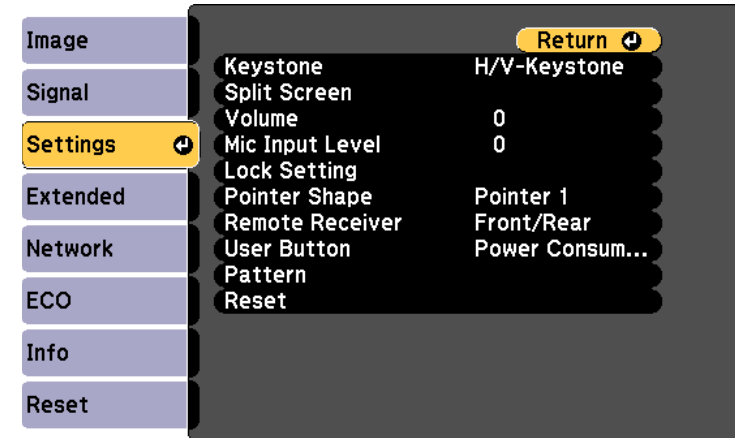 Image
Signal
Settings
Extended
Network
ECO
Info
Reset
Return
Keystone H/V-Keystone
Split Screen
Volume 0
Mic Input Level 0
Lock Setting
Pointer Shape Pointer 1
Remote Receiver Front/Rear
User Button Power Consum...
Pattern
Reset